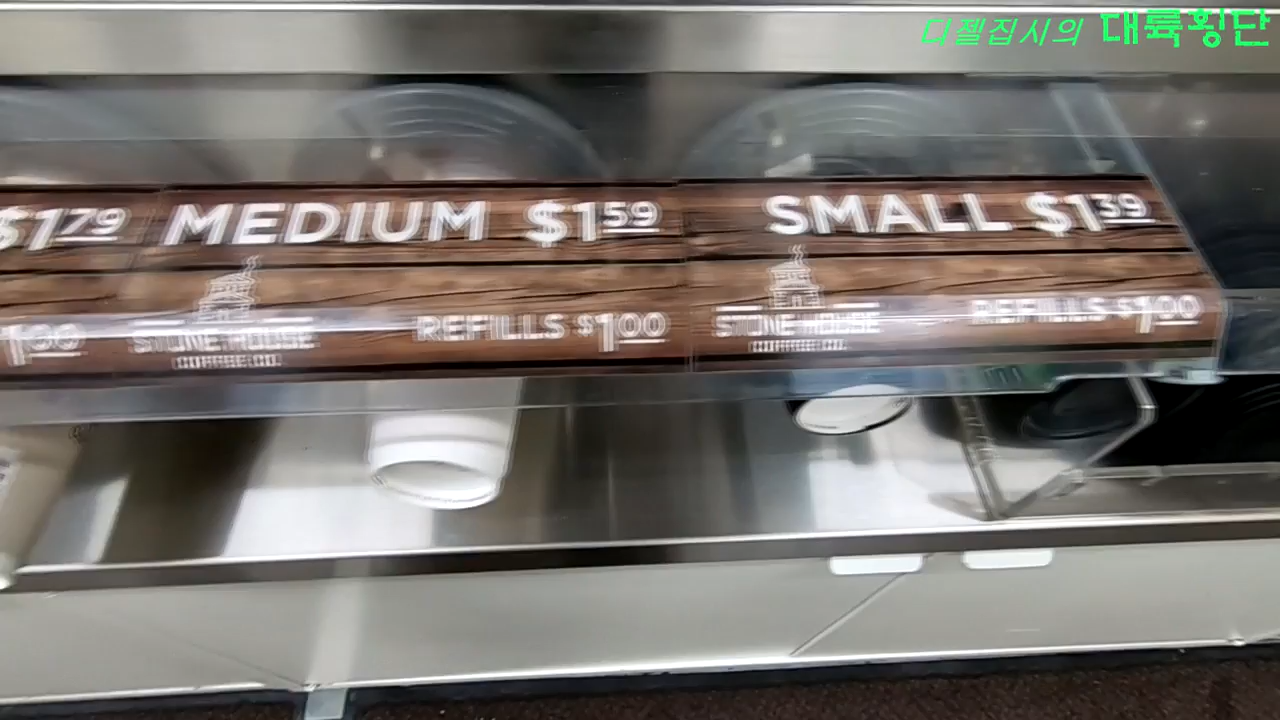 디젤집시의 대륙횡단
$1.79
MEDIUM $1.59
SMALL $1.39
1.00
STONE HOUSE
COFFEE CO.
REFILLS $1.00
STONE HOUSE
COFFEE CO.
REFILLS $1.00